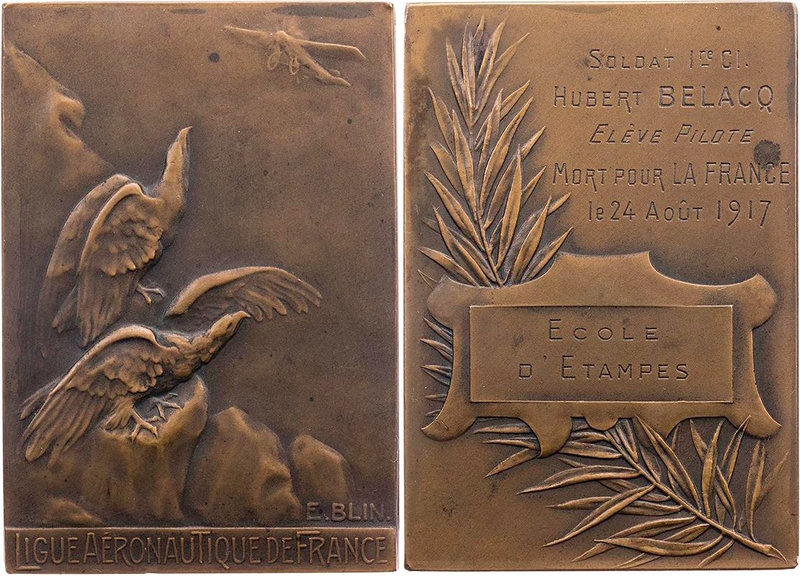 E. BLIN.
LIGUE AÉRONAUTIQUE DE FRANCE
SOLDAT 1re Cl.
HUBERT BELACQ
ELÈVE PILOTE
MORT POUR LA FRANCE
le 24 AOÛT 1917
ECOLE
D'ETAMPES